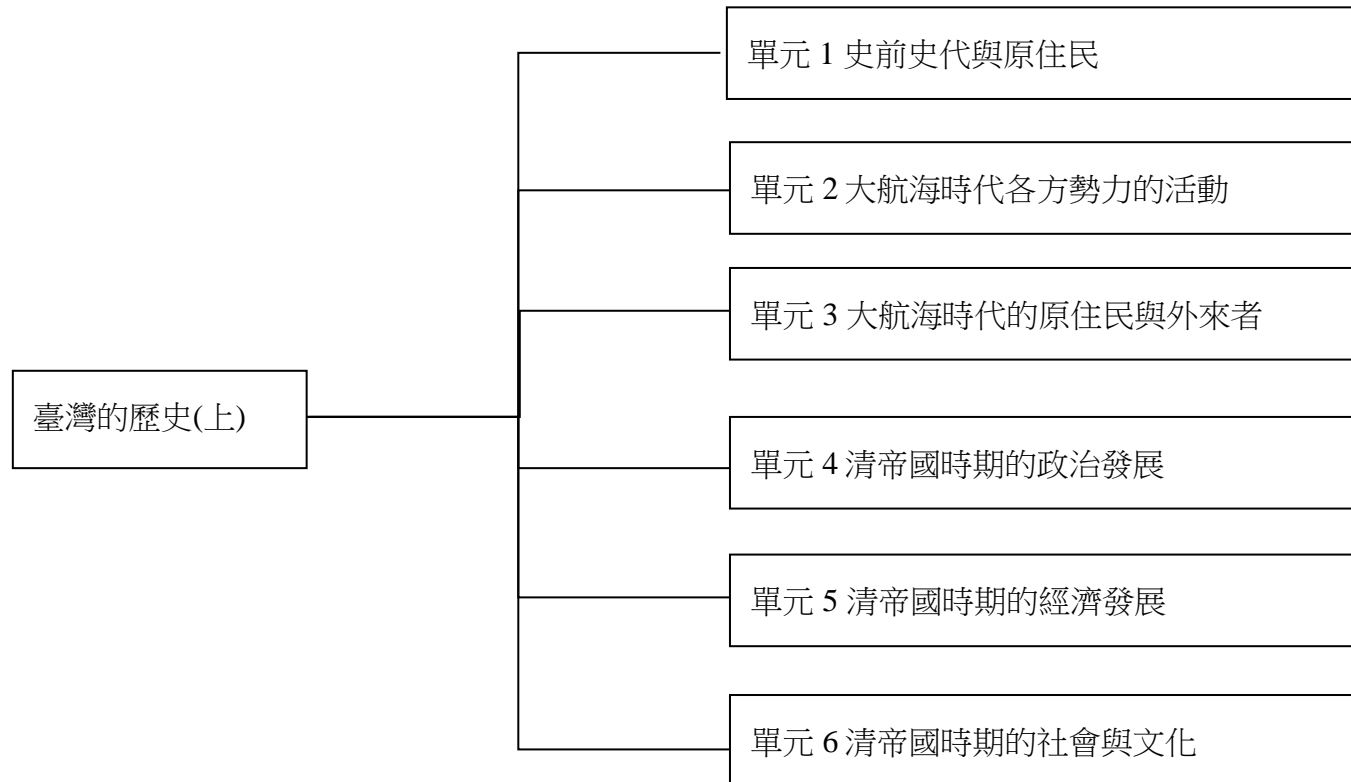 單元 1 史前史代與原住民
單元 2 大航海時代各方勢力的活動
單元 3 大航海時代的原住民與外來者
臺灣的歷史(上)
單元 4 清帝國時期的政治發展
單元 5 清帝國時期的經濟發展
單元 6 清帝國時期的社會與文化